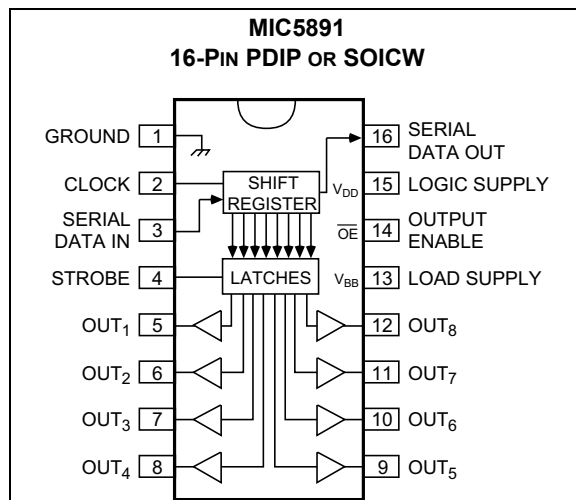 MIC5891
16-PIN PDIP OR SOICW
GROUND 1
16 SERIAL DATA OUT
CLOCK 2
SHIFT REGISTER
VDD 15 LOGIC SUPPLY
SERIAL DATA IN 3
OE 14 OUTPUT ENABLE
STROBE 4
LATCHES
VBB 13 LOAD SUPPLY
OUT1 5
12 OUT8
OUT2 6
11 OUT7
OUT3 7
10 OUT6
OUT4 8
9 OUT5